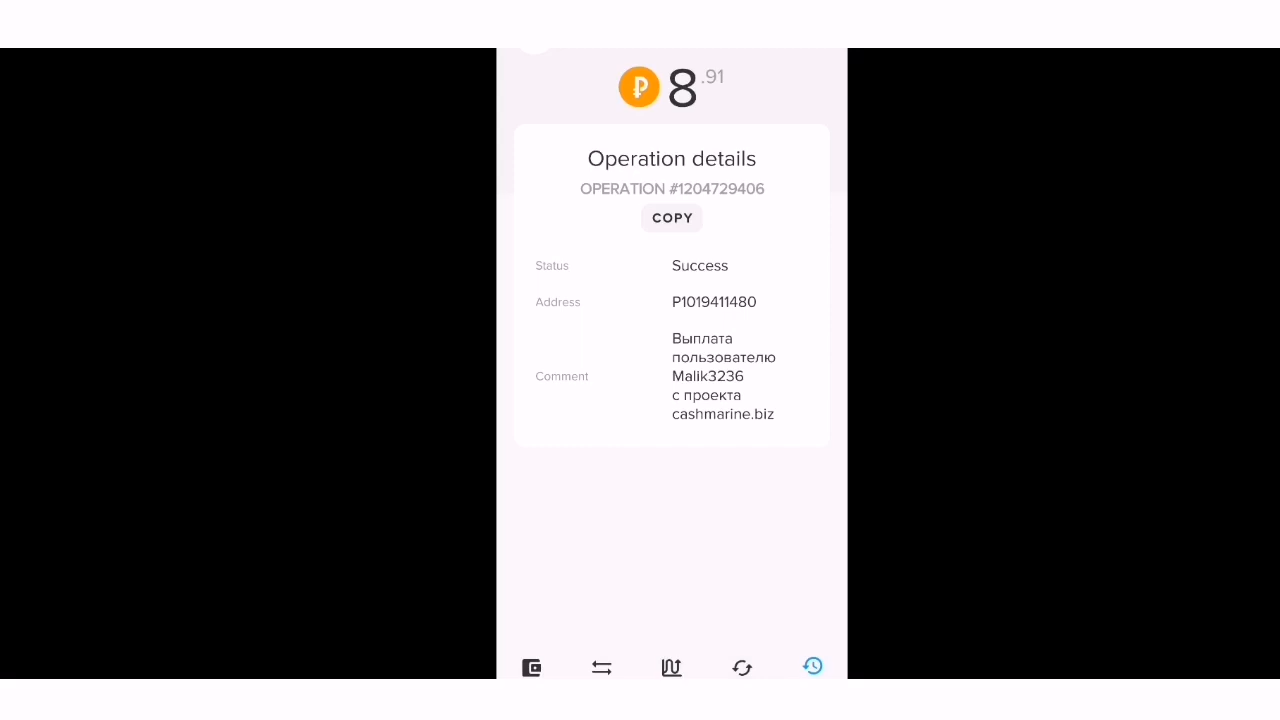 8.91
Operation details
OPERATION #1204729406
COPY
Status Success
Address P1019411480
Выплата
пользователю
Comment Malik3236
с проекта
cashmarine.biz